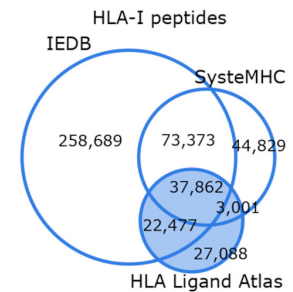 HLA-I peptides
IEDB
SysteMHC
258,689
73,373
44,829
37,862
3,001
22,477
27,088
HLA Ligand Atlas